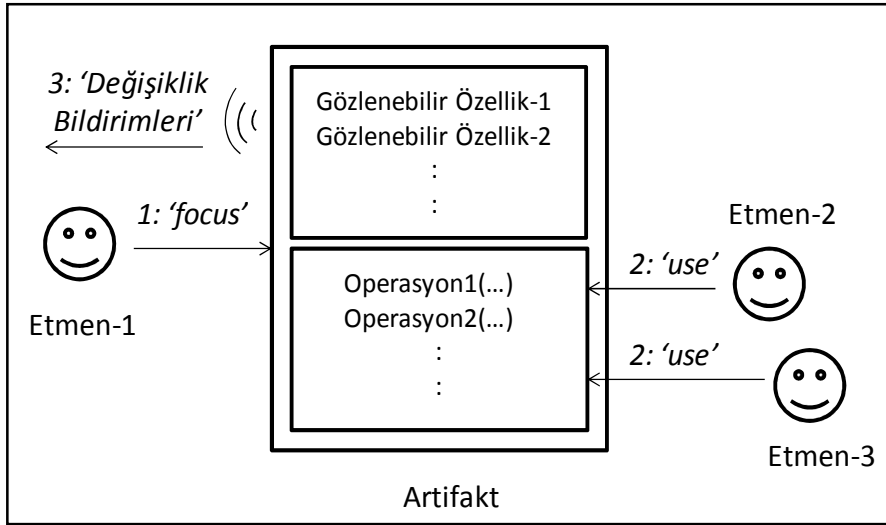 3: ‘Değişiklik
Bildirimleri’
1: ‘focus’
Etmen-1
Gözlenebilir Özellik-1
Gözlenebilir Özellik-2
:
:
Operasyon1(…)
Operasyon2(…)
:
:
Artifakt
Etmen-2
2: ‘use’
2: ‘use’
Etmen-3